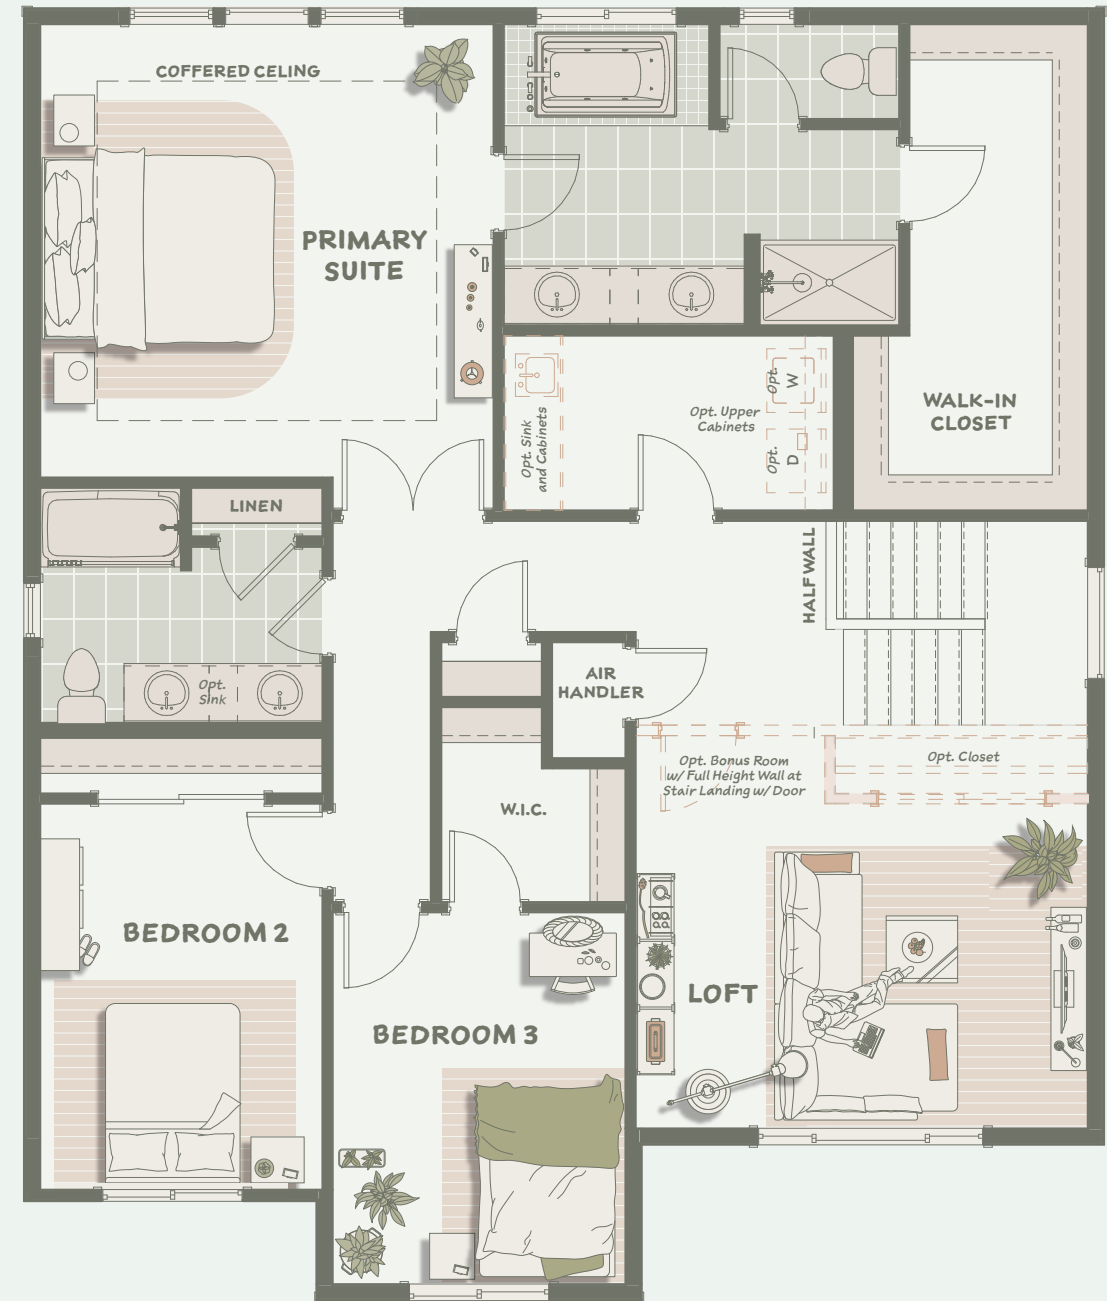 COFFERED CELING
PRIMARY
SUITE
Opt. Sink
and Cabinets
Opt. Upper
Cabinets
Opt.
W
Opt.
D
WALK-IN
CLOSET
LINEN
HALF WALL
Opt.
Sink
AIR
HANDLER
Opt. Bonus Room
w/ Full Height Wall at
Stair Landing w/ Door
Opt. Closet
W.I.C.
BEDROOM 2
LOFT
BEDROOM 3